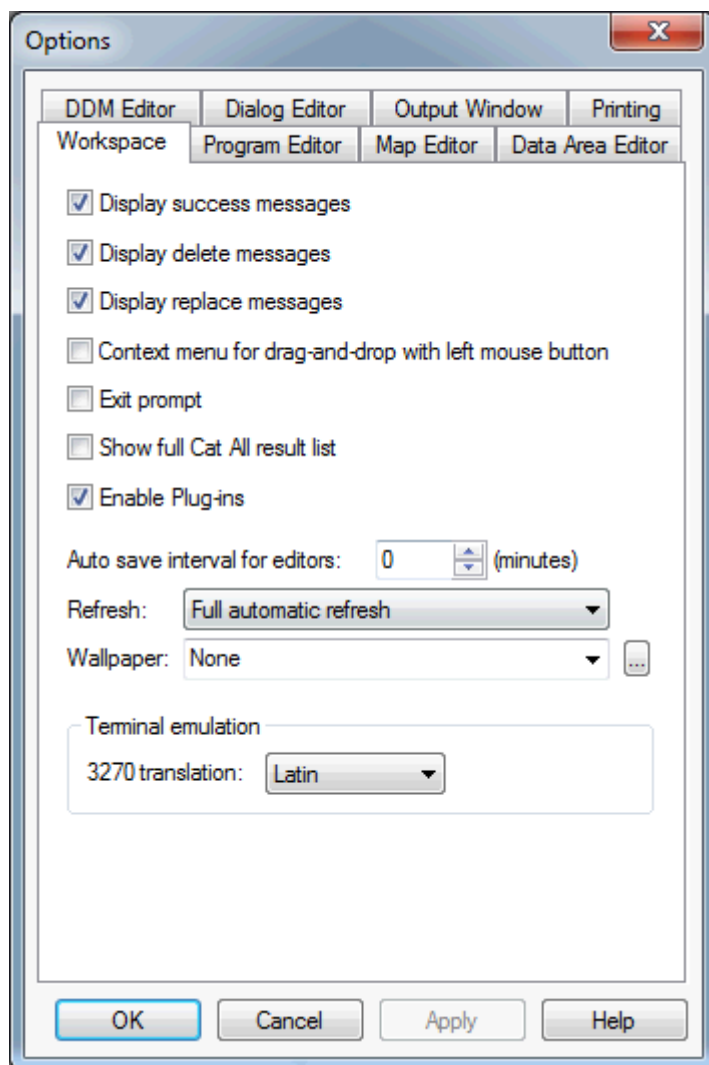 Options
DDM Editor Dialog Editor Output Window Printing
Workspace Program Editor Map Editor Data Area Editor
Display success messages
Display delete messages
Display replace messages
Context menu for drag-and-drop with left mouse button
Exit prompt
Show full Cat All result list
Enable Plug-ins
Auto save interval for editors: 0 (minutes)
Refresh: Full automatic refresh
Wallpaper: None ...
Terminal emulation
3270 translation: Latin
OK Cancel Apply Help